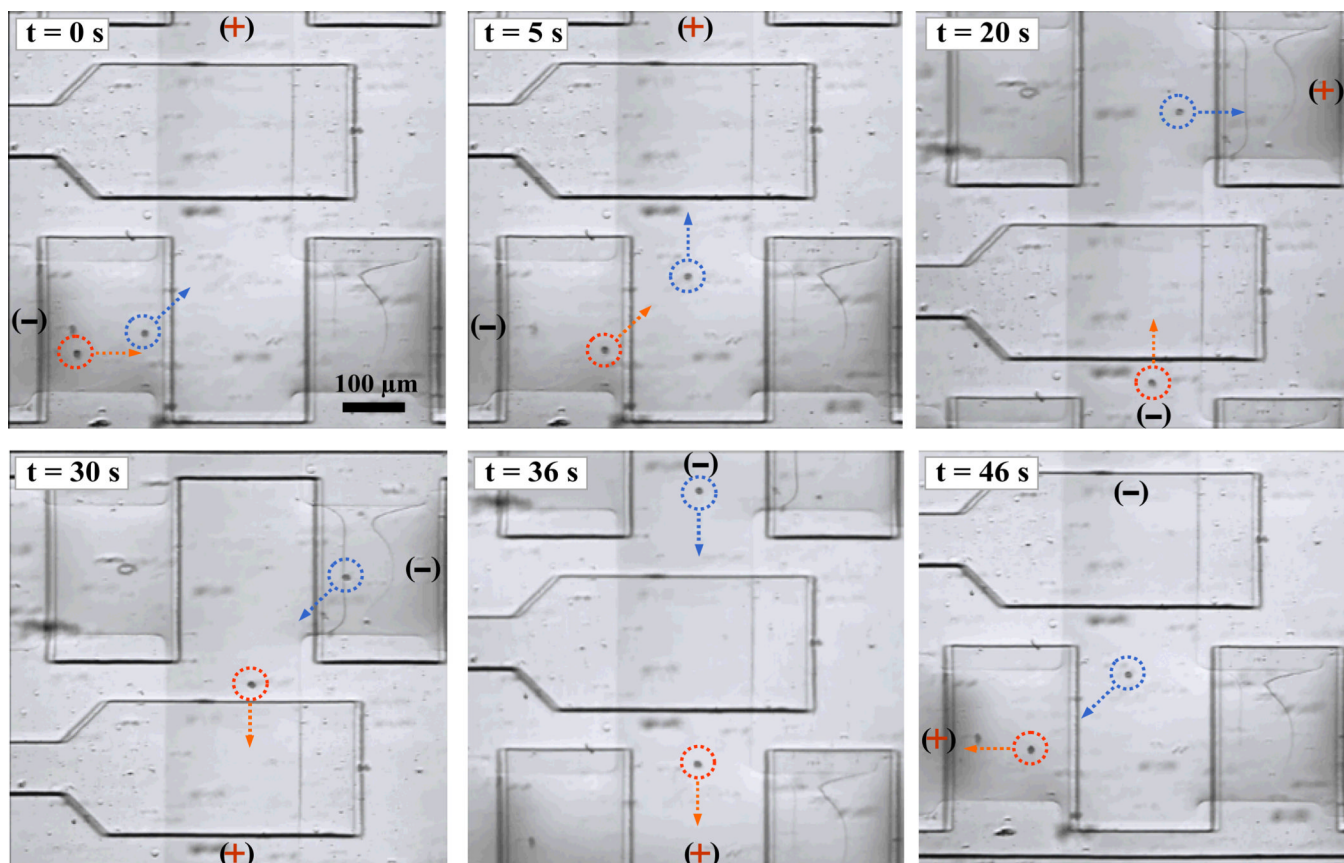 t = 0 s
(+)
(−)
100 µm
t = 5 s
(+)
(−)
t = 20 s
(+)
(−)
t = 30 s
(−)
(+)
t = 36 s
(−)
(+)
t = 46 s
(−)
(+)